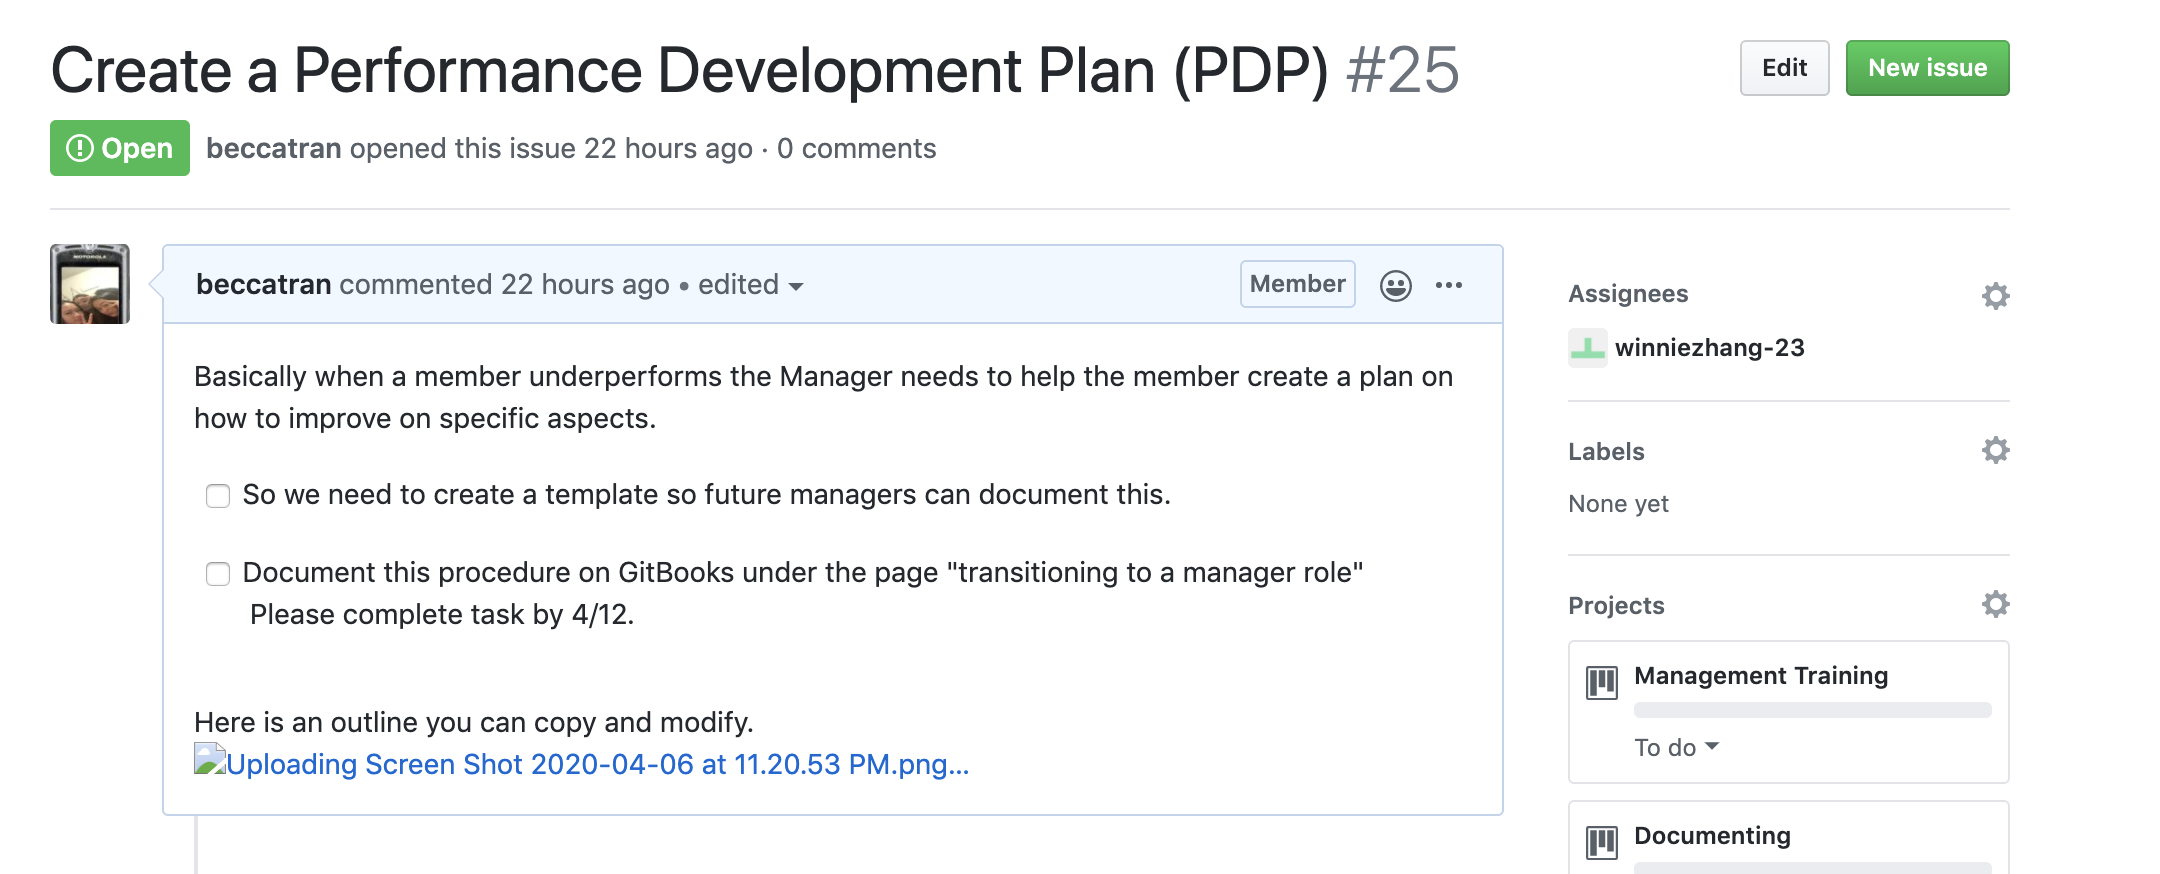 Create a Performance Development Plan (PDP) #25
Edit
New issue
Open
beccatran opened this issue 22 hours ago · 0 comments
MOTOROLA
beccatran commented 22 hours ago • edited
Member
Basically when a member underperforms the Manager needs to help the member create a plan on
how to improve on specific aspects.
So we need to create a template so future managers can document this.
Document this procedure on GitBooks under the page "transitioning to a manager role"
Please complete task by 4/12.
Here is an outline you can copy and modify.
Uploading Screen Shot 2020-04-06 at 11.20.53 PM.png...
Assignees
winniezhang-23
Labels
None yet
Projects
Management Training
To do
Documenting